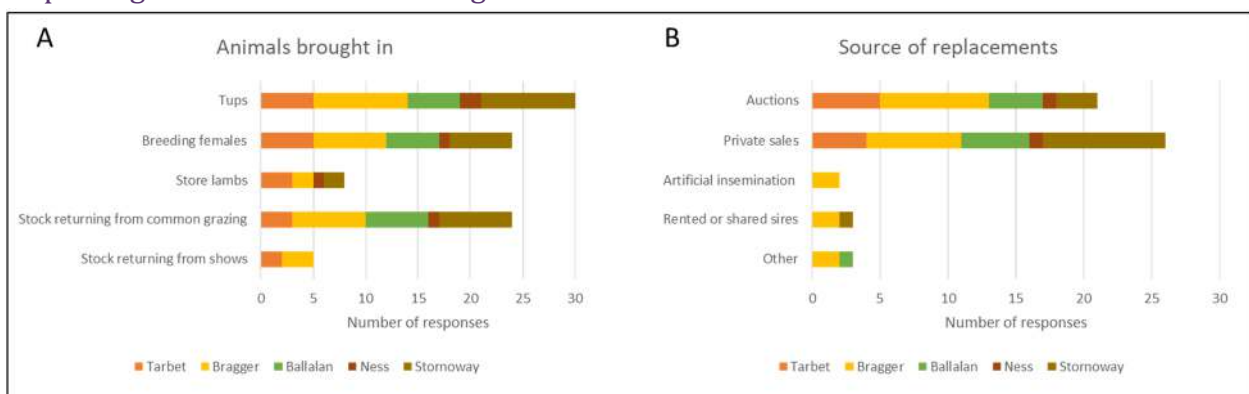 A
Animals brought in
Tups
Breeding females
Store lambs
Stock returning from common grazing
Stock returning from shows
0 5 10 15 20 25 30
Number of responses
Tarbet Bragger Ballalan Ness Stornoway
B
Source of replacements
Auctions
Private sales
Artificial insemination
Rented or shared sires
Other
0 5 10 15 20 25 30
Number of responses
Tarbet Bragger Ballalan Ness Stornoway